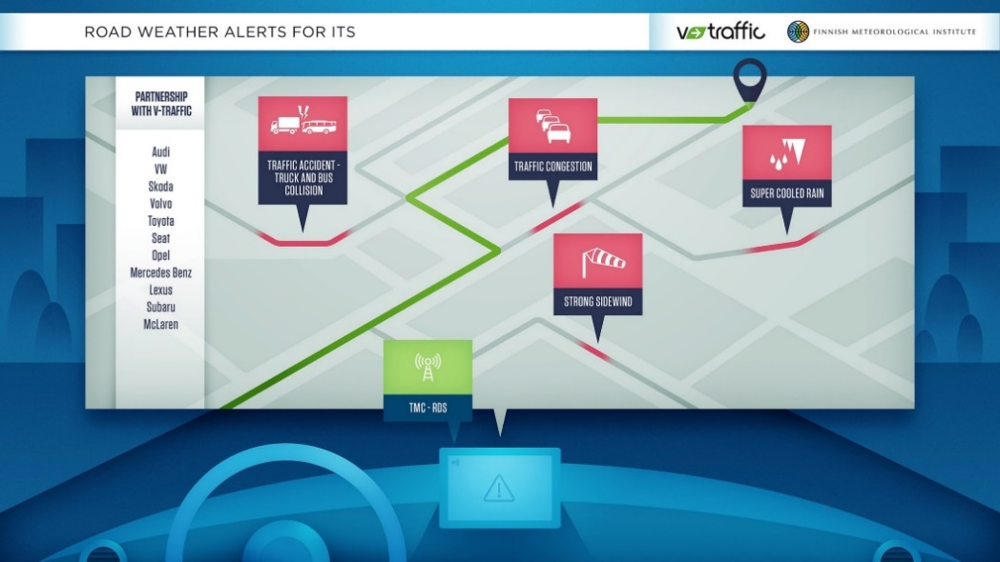 ROAD WEATHER ALERTS FOR ITS
v traffic
FINNISH METEOROLOGICAL INSTITUTE
PARTNERSHIP
WITH V-TRAFFIC
Audi
VW
Skoda
Volvo
Toyota
Seat
Opel
Mercedes Benz
Lexus
Subaru
McLaren
TRAFFIC ACCIDENT -
TRUCK AND BUS
COLLISION
TRAFFIC CONGESTION
SUPER COOLED RAIN
STRONG SIDEWIND
TMC - RDS